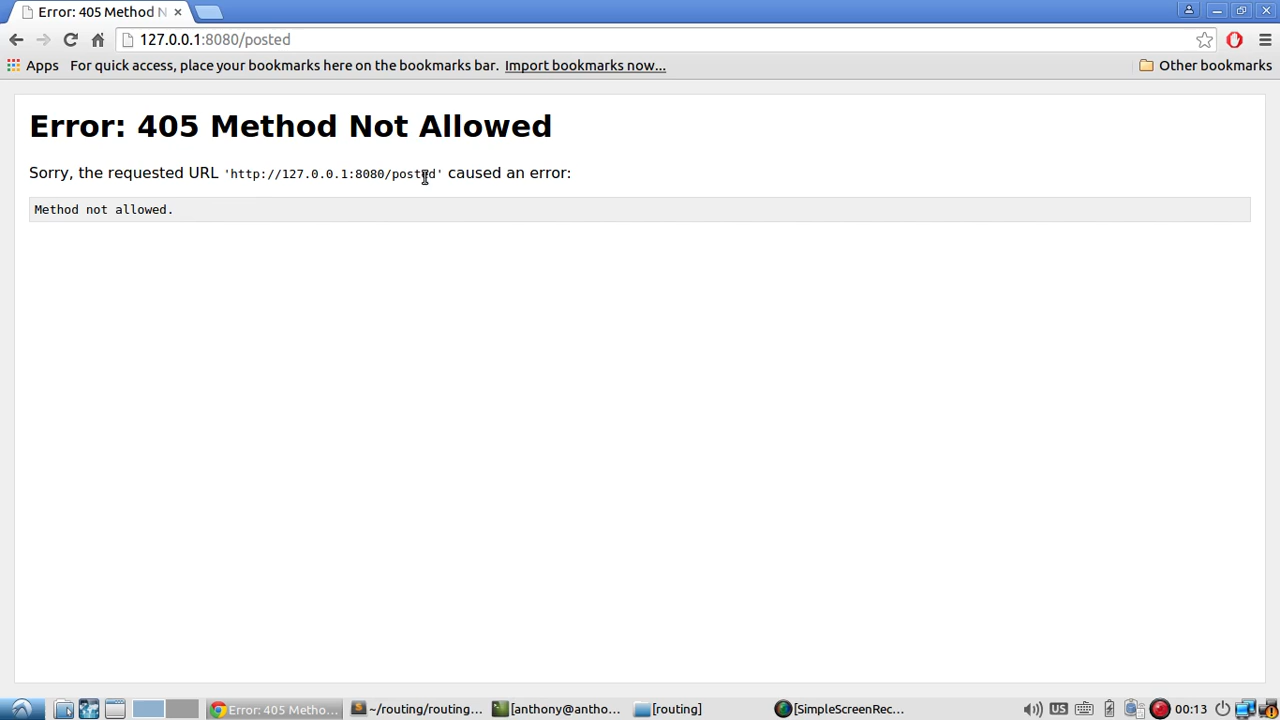 Error: 405 Method N
127.0.0.1:8080/posted
Apps For quick access, place your bookmarks here on the bookmarks bar. Import bookmarks now... Other bookmarks
Error: 405 Method Not Allowed
Sorry, the requested URL 'http://127.0.0.1:8080/posted' caused an error:
Method not allowed.
Error: 405 Metho... ~/routing/routing... [anthony@antho... [routing] [SimpleScreenRec... US 00:13